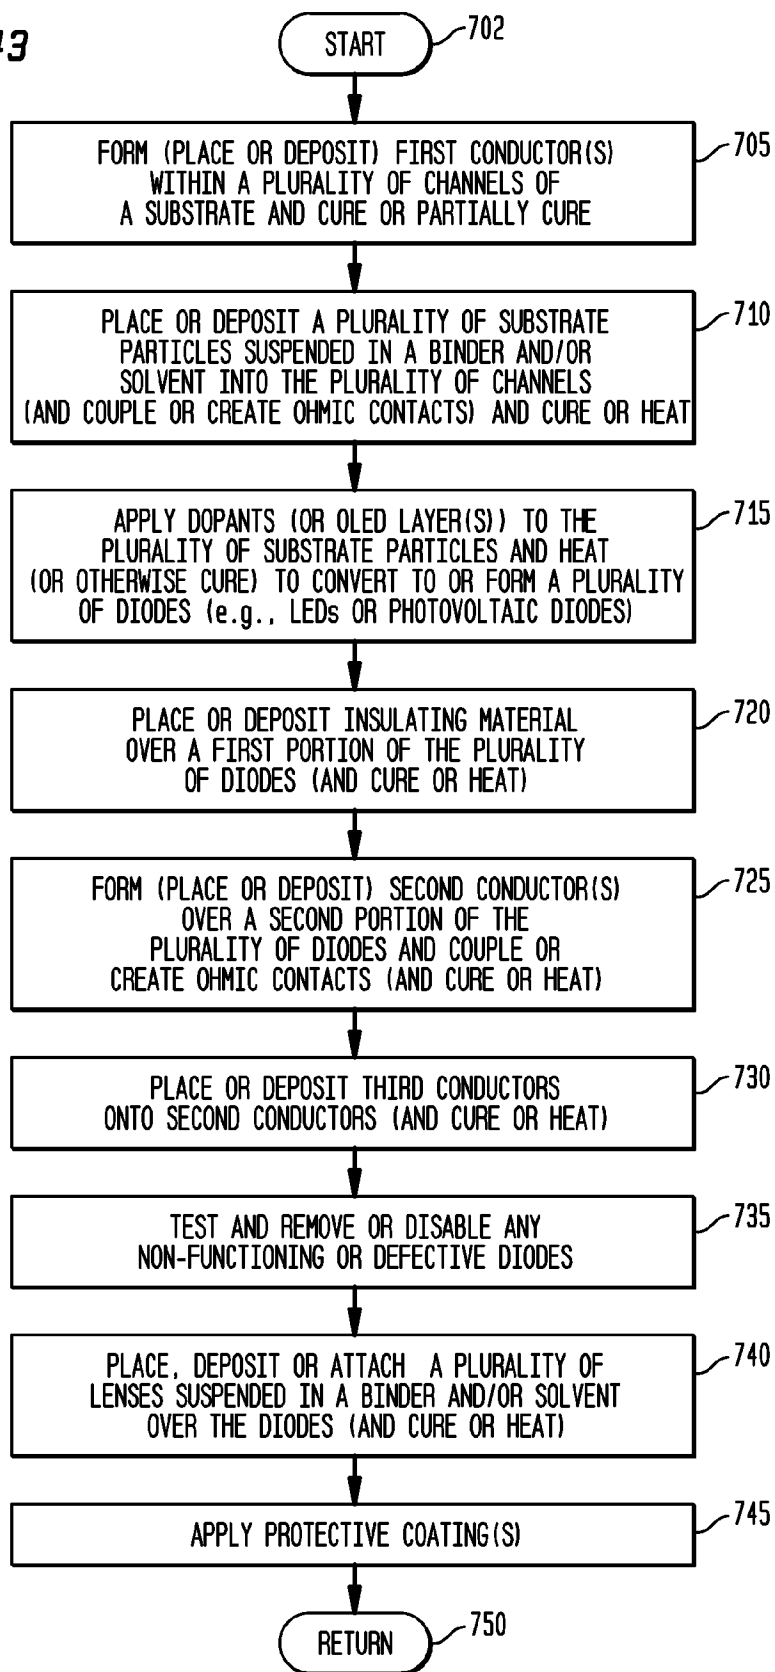 43
START
702
FORM (PLACE OR DEPOSIT) FIRST CONDUCTOR(S)
WITHIN A PLURALITY OF CHANNELS OF
A SUBSTRATE AND CURE OR PARTIALLY CURE
705
PLACE OR DEPOSIT A PLURALITY OF SUBSTRATE
PARTICLES SUSPENDED IN A BINDER AND/OR
SOLVENT INTO THE PLURALITY OF CHANNELS
(AND COUPLE OR CREATE OHMIC CONTACTS) AND CURE OR HEAT
710
APPLY DOPANTS (OR OLED LAYER(S)) TO THE
PLURALITY OF SUBSTRATE PARTICLES AND HEAT
(OR OTHERWISE CURE) TO CONVERT TO OR FORM A PLURALITY
OF DIODES (e.g., LEDs OR PHOTOVOLTAIC DIODES)
715
PLACE OR DEPOSIT INSULATING MATERIAL
OVER A FIRST PORTION OF THE PLURALITY
OF DIODES (AND CURE OR HEAT)
720
FORM (PLACE OR DEPOSIT) SECOND CONDUCTOR(S)
OVER A SECOND PORTION OF THE
PLURALITY OF DIODES AND COUPLE OR
CREATE OHMIC CONTACTS (AND CURE OR HEAT)
725
PLACE OR DEPOSIT THIRD CONDUCTORS
ONTO SECOND CONDUCTORS (AND CURE OR HEAT)
730
TEST AND REMOVE OR DISABLE ANY
NON-FUNCTIONING OR DEFECTIVE DIODES
735
PLACE, DEPOSIT OR ATTACH A PLURALITY OF
LENSES SUSPENDED IN A BINDER AND/OR SOLVENT
OVER THE DIODES (AND CURE OR HEAT)
740
APPLY PROTECTIVE COATING(S)
745
RETURN
750